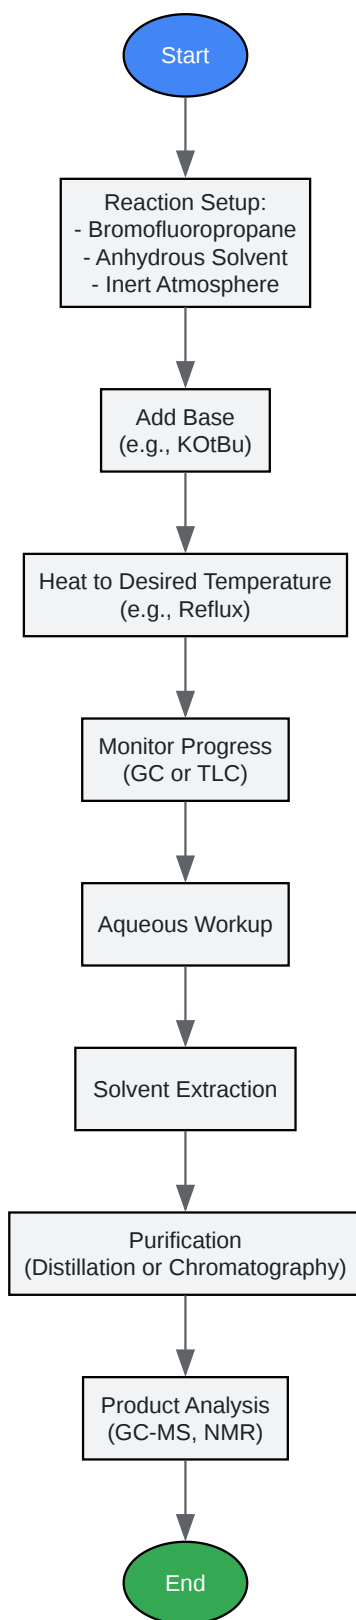 Start
Reaction Setup:
- Bromofluoropropane
- Anhydrous Solvent
- Inert Atmosphere
Add Base
(e.g., KOtBu)
Heat to Desired Temperature
(e.g., Reflux)
Monitor Progress
(GC or TLC)
Aqueous Workup
Solvent Extraction
Purification
(Distillation or Chromatography)
Product Analysis
(GC-MS, NMR)
End